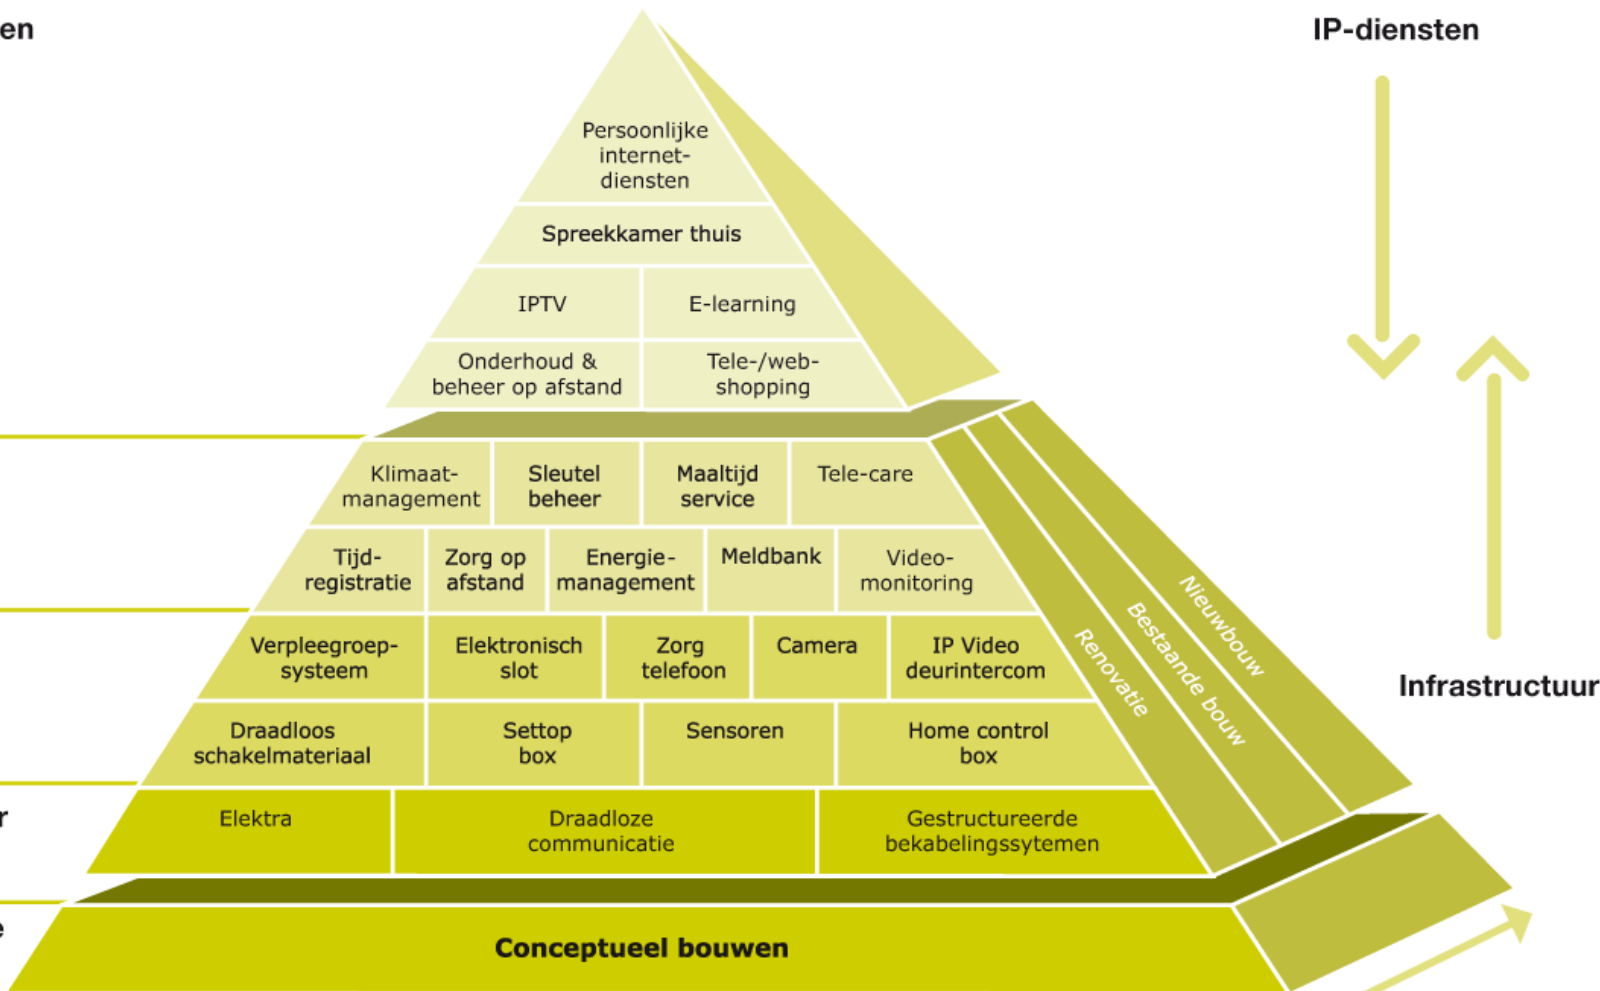 en
IP-diensten
Persoonlijke
internet-
diensten
Spreekkamer thuis
IPTV
E-learning
Onderhoud &
beheer op afstand
Tele-/web-
shopping
Klimaat-
management
Sleutel
beheer
Maaltijd
service
Tele-care
Tijd-
registratie
Zorg op
afstand
Energie-
management
Meldbank
Video-
monitoring
Verpleegroep-
systeem
Elektronisch
slot
Zorg
telefoon
Camera
IP Video
deurintercom
Renovatie
Bestaande bouw
Nieuwbouw
Infrastructuur
Draadloos
schakelmateriaal
Settop
box
Sensoren
Home control
box
r
Elektra
Draadloze
communicatie
Gestructureerde
bekabelingssytemen
e
Conceptueel bouwen